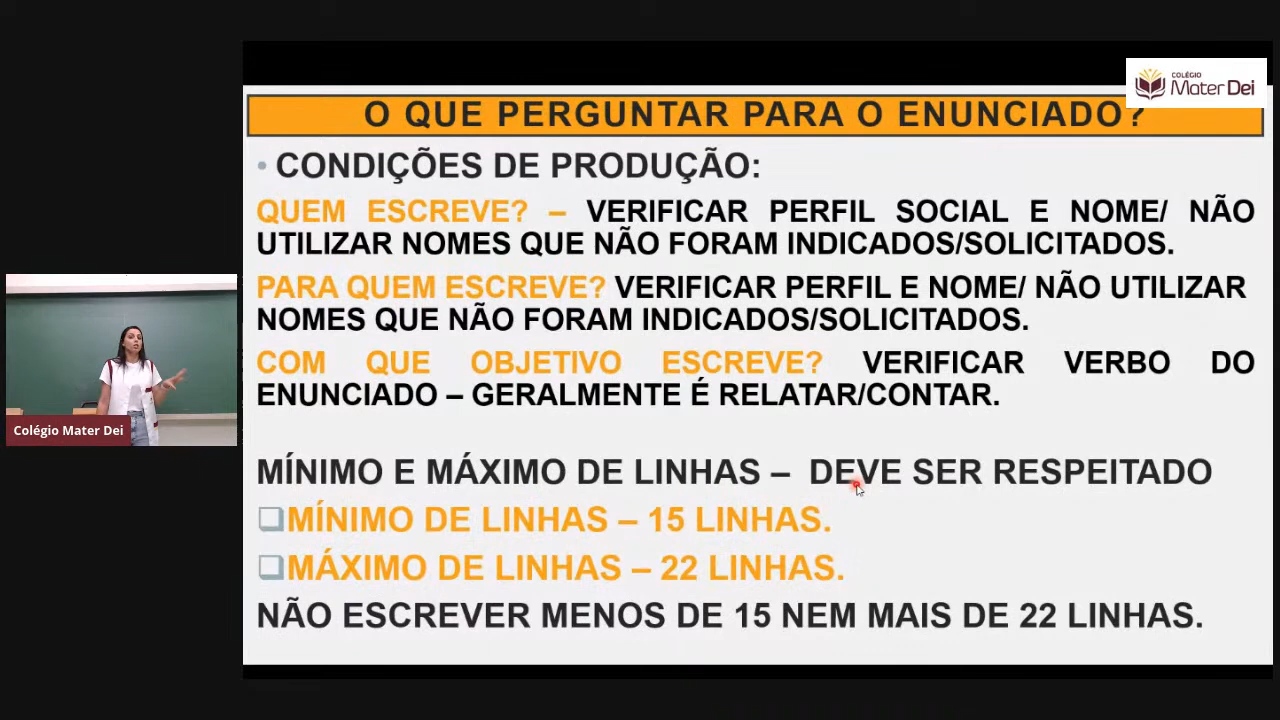 COLÉGIO
Mater Dei
O QUE PERGUNTAR PARA O ENUNCIADO?
• CONDIÇÕES DE PRODUÇÃO:
QUEM ESCREVE? – VERIFICAR PERFIL SOCIAL E NOME/ NÃO
UTILIZAR NOMES QUE NÃO FORAM INDICADOS/SOLICITADOS.
PARA QUEM ESCREVE? VERIFICAR PERFIL E NOME/ NÃO UTILIZAR
NOMES QUE NÃO FORAM INDICADOS/SOLICITADOS.
COM QUE OBJETIVO ESCREVE? VERIFICAR VERBO DO
ENUNCIADO – GERALMENTE É RELATAR/CONTAR.
MÍNIMO E MÁXIMO DE LINHAS – DEVE SER RESPEITADO
❑MÍNIMO DE LINHAS – 15 LINHAS.
❑MÁXIMO DE LINHAS – 22 LINHAS.
NÃO ESCREVER MENOS DE 15 NEM MAIS DE 22 LINHAS.
Colégio Mater Dei